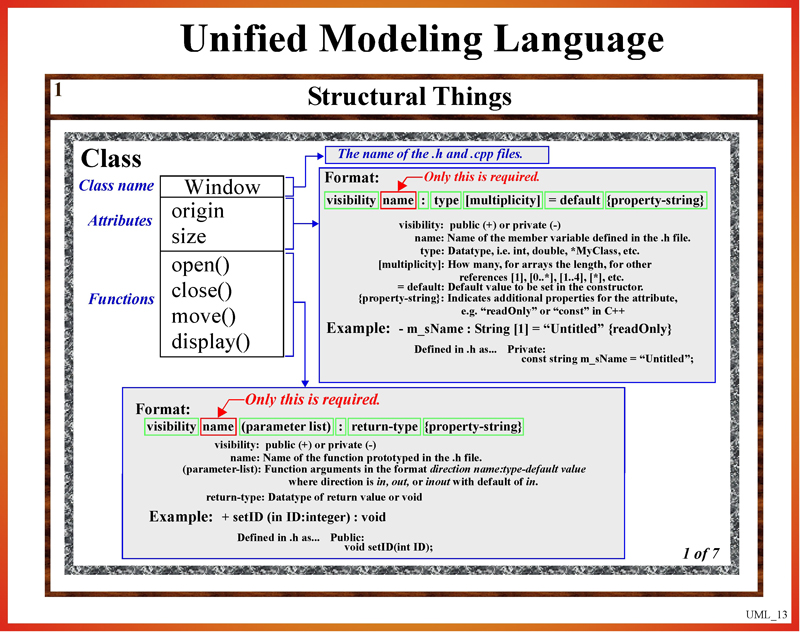 Unified Modeling Language
1
Structural Things
Class
The name of the .h and .cpp files.
Class name
Window
Attributes
origin
size
Functions
open()
close()
move()
display()
Format:
Only this is required.
visibility name : type [multiplicity] = default {property-string}
visibility: public (+) or private (-)
name: Name of the member variable defined in the .h file.
type: Datatype, i.e. int, double, *MyClass, etc.
[multiplicity]: How many, for arrays the length, for other
references [1], [0..*], [1..4], [*], etc.
= default: Default value to be set in the constructor.
{property-string}: Indicates additional properties for the attribute,
e.g. “readOnly” or “const” in C++
Example: - m_sName : String [1] = “Untitled” {readOnly}
Defined in .h as... Private:
const string m_sName = “Untitled”;
Only this is required.
Format:
visibility name (parameter list) : return-type {property-string}
visibility: public (+) or private (-)
name: Name of the function prototyped in the .h file.
(parameter-list): Function arguments in the format direction name:type-default value
where direction is in, out, or inout with default of in.
return-type: Datatype of return value or void
Example: + setID (in ID:integer) : void
Defined in .h as... Public:
void setID(int ID);
1 of 7
UML_13